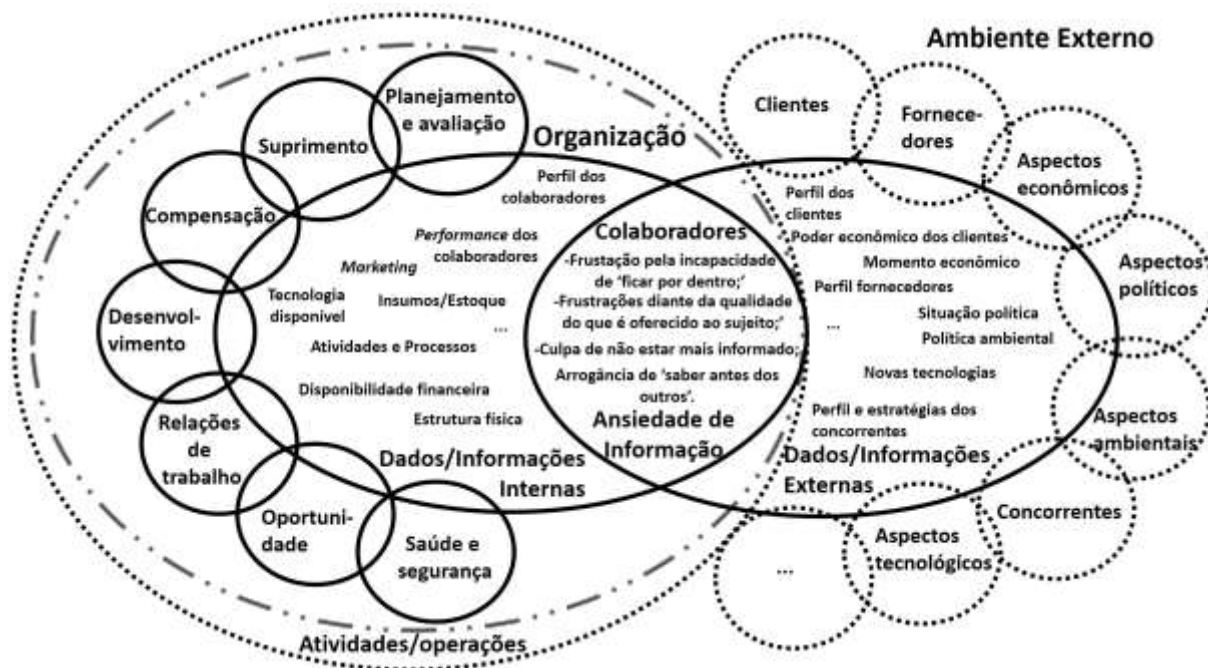 Ambiente Externo
Planejamento
e avaliação
Suprimento
Compensação
Desenvol-
vimento
Relações
de
trabalho
Oportuni-
dade
Saúde e
segurança
Atividades/operações
Organização
Perfil dos
colaboradores
Performance dos
colaboradores
Marketing
Tecnologia
disponível
Insumos/Estoque
...
Atividades e Processos
Disponibilidade financeira
Estrutura física
Dados/Informações
Internas
Colaboradores
-Frustação pela incapacidade
de ‘ficar por dentro;’
-Frustrações diante da qualidade
do que é oferecido ao sujeito;’
-Culpa de não estar mais informado;
Arrogância de ‘saber antes dos
outros’.
Ansiedade de
Informação
Perfil dos
clientes
Poder econômico dos clientes
Momento econômico
Perfil fornecedores
Situação política
...
Política ambiental
Novas tecnologias
Perfil e estratégias dos
concorrentes
Dados/Informações
Externas
Clientes
Fornece-
dores
Aspectos
econômicos
Aspectos
políticos
Aspectos
ambientais
Concorrentes
Aspectos
tecnológicos
...